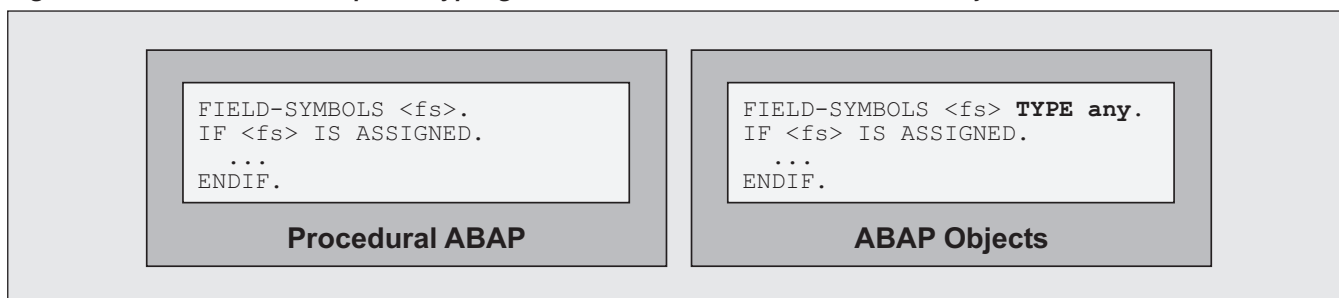 FIELD-SYMBOLS <fs>.
IF <fs> IS ASSIGNED.
  ...
ENDIF.
Procedural ABAP
FIELD-SYMBOLS <fs> TYPE any.
IF <fs> IS ASSIGNED.
  ...
ENDIF.
ABAP Objects